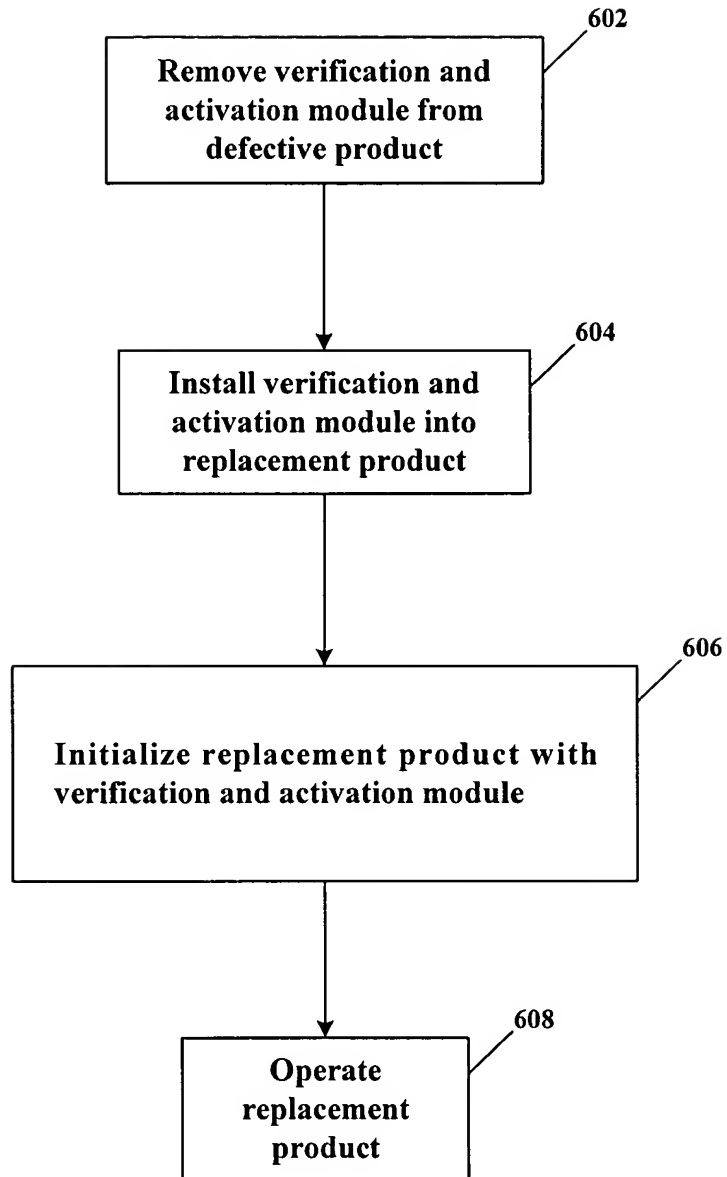 602
Remove verification and
activation module from
defective product
604
Install verification and
activation module into
replacement product
606
Initialize replacement product with
verification and activation module
608
Operate
replacement
product